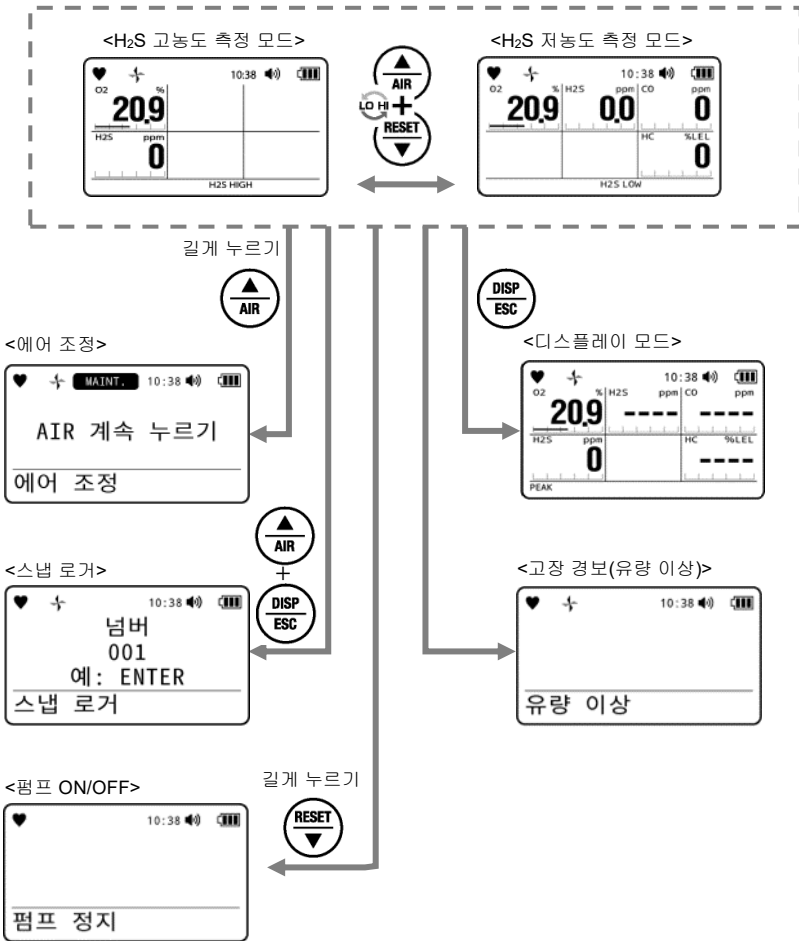 <H₂S 고농도 측정 모드>
10:38
O2 %
20.9
H2S ppm
0
H2S HIGH
▲
AIR
LO HI +
RESET
▼
<H₂S 저농도 측정 모드>
10:38
O2 % H2S ppm CO ppm
20.9 0.0 0
HC %LEL
0
H2S LOW
길게 누르기
▲
AIR
<에어 조정>
MAINT. 10:38
AIR 계속 누르기
에어 조정
DISP
ESC
<디스플레이 모드>
10:38
O2 % H2S ppm CO ppm
20.9 ---- ----
H2S ppm HC %LEL
0 ----
PEAK
▲
AIR
+
DISP
ESC
<스냅 로거>
10:38
넘버
001
예: ENTER
스냅 로거
<고장 경보(유량 이상)>
10:38
유량 이상
<펌프 ON/OFF>
10:38
펌프 정지
길게 누르기
RESET
▼